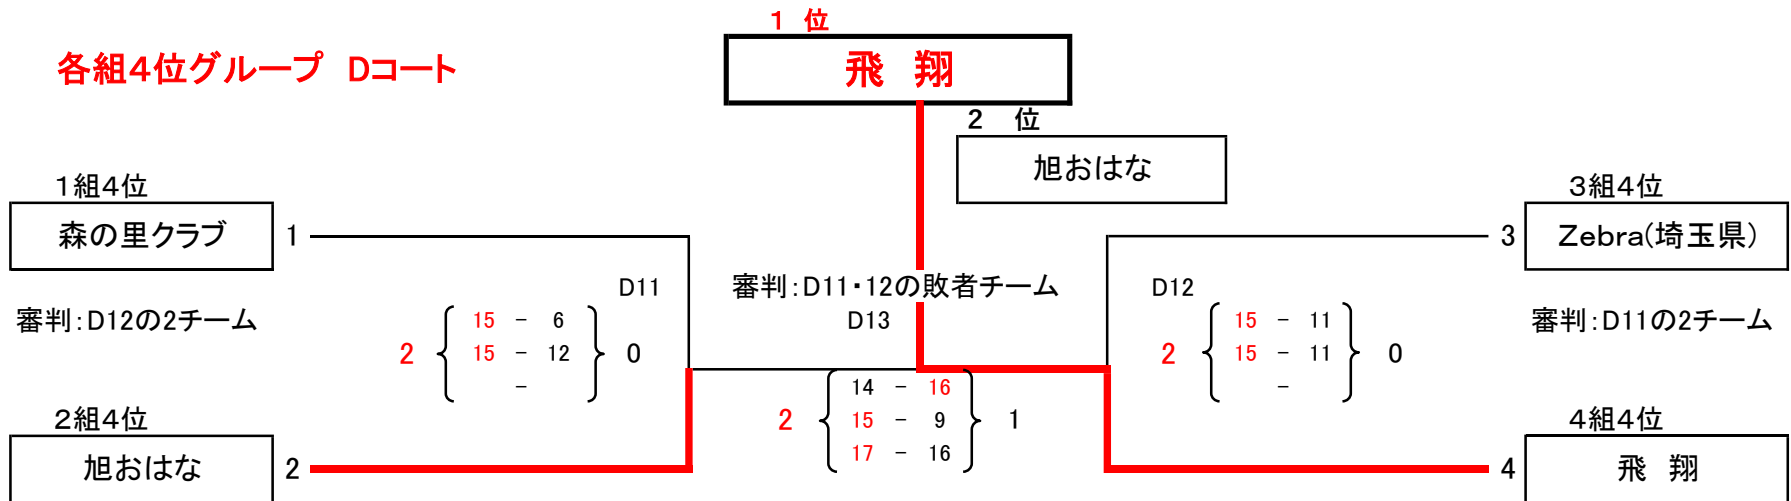 1 位
各組4位グループ Dコート
飛 翔
2 位
旭おはな
1組4位
森の里クラブ 1
3組4位
3 Zebra(埼玉県)
審判:D12の2チーム
D11
審判:D11・12の敗者チーム
D13
D12
審判:D11の2チーム
2 { 15 - 6 } 0
15 - 12
-
2 { 15 - 11 } 0
15 - 11
-
2 { 14 - 16 } 1
15 - 9
17 - 16
2組4位
旭おはな 2
4組4位
4 飛 翔